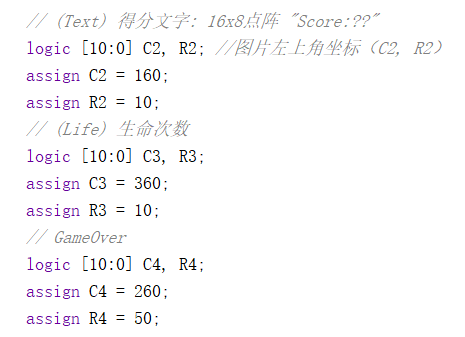 // (Text) 得分文字: 16x8点阵 "Score:??"
logic [10:0] C2, R2; //图片左上角坐标（C2, R2）
assign C2 = 160;
assign R2 = 10;
// (Life) 生命次数
logic [10:0] C3, R3;
assign C3 = 360;
assign R3 = 10;
// GameOver
logic [10:0] C4, R4;
assign C4 = 260;
assign R4 = 50;